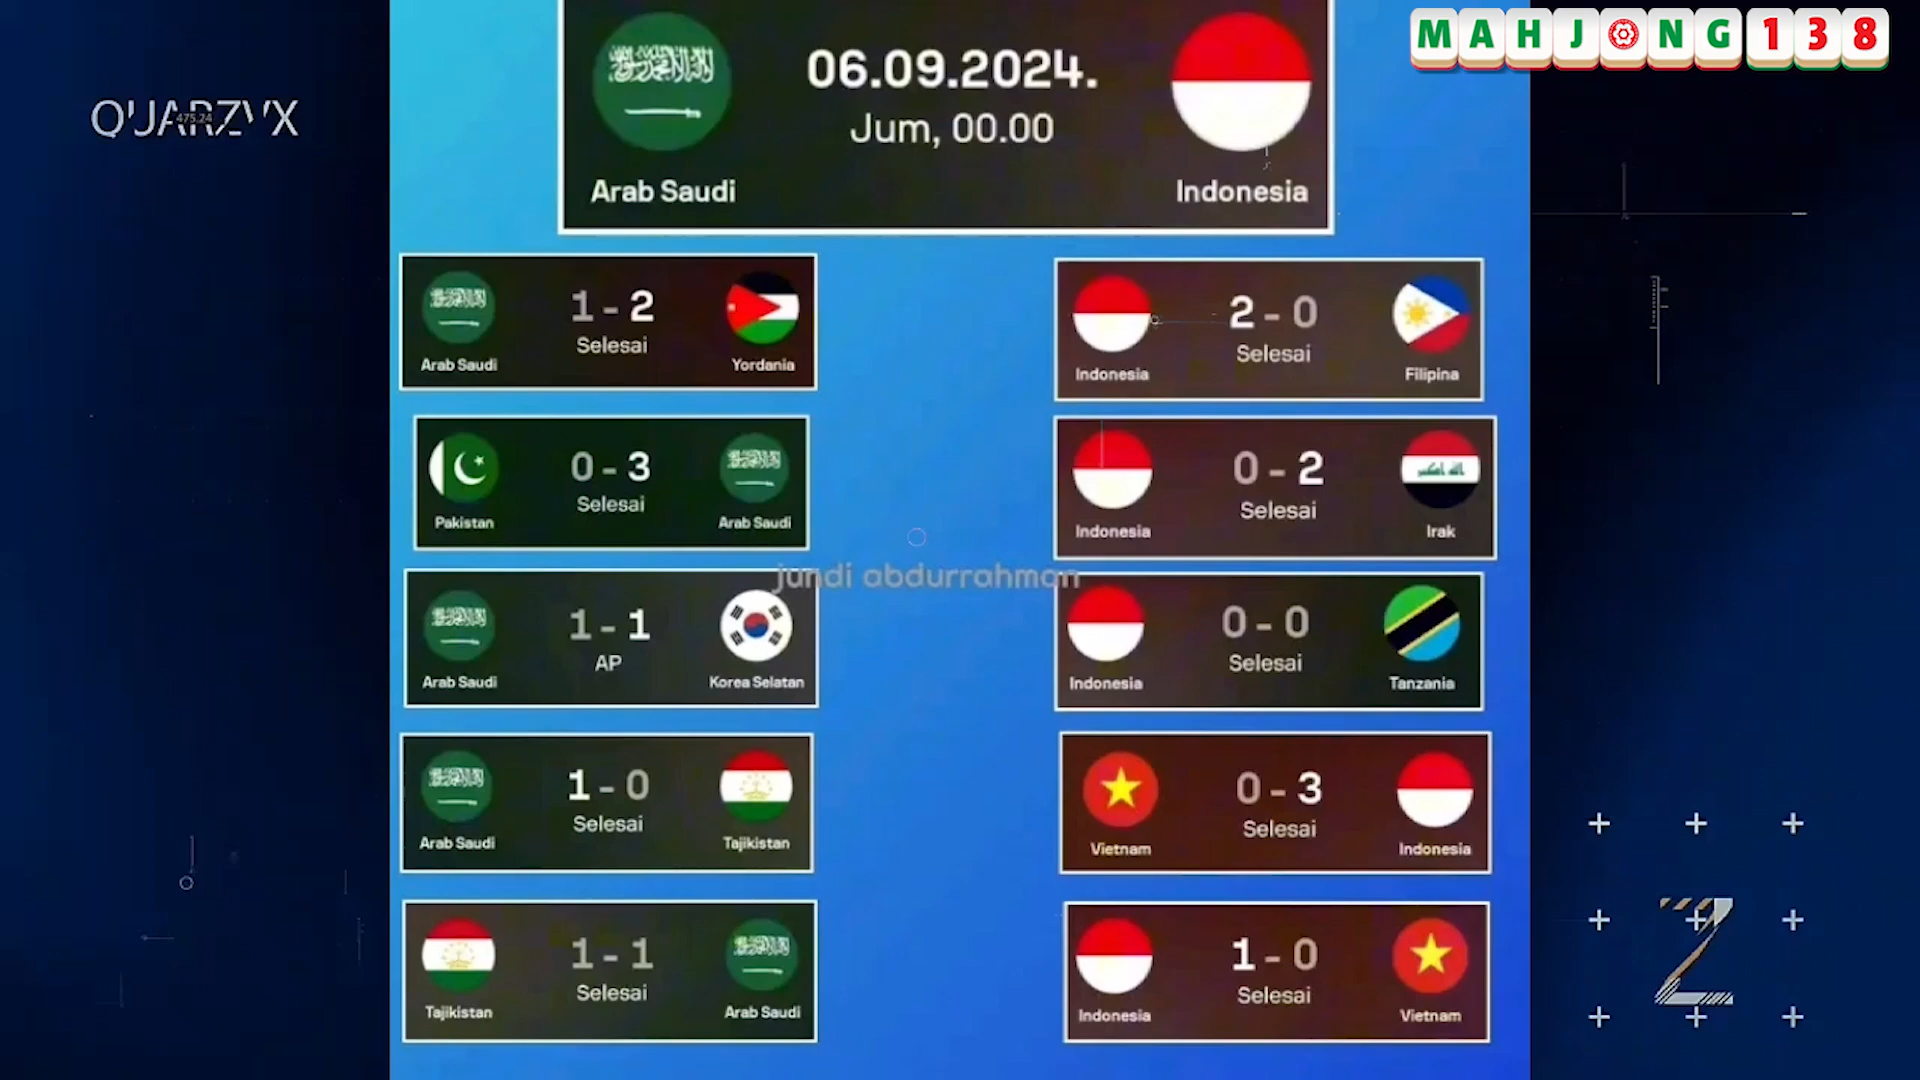 MAHJONG138
QUARZVX
475.24
06.09.2024.
Jum, 00.00
Arab Saudi
Indonesia
1 - 2
Selesai
Arab Saudi
Yordania
2 - 0
Selesai
Indonesia
Filipina
0 - 3
Selesai
Pakistan
Arab Saudi
0 - 2
Selesai
Indonesia
Irak
jundi abdurrahman
1 - 1
AP
Arab Saudi
Korea Selatan
0 - 0
Selesai
Indonesia
Tanzania
1 - 0
Selesai
Arab Saudi
Tajikistan
0 - 3
Selesai
Vietnam
Indonesia
1 - 1
Selesai
Tajikistan
Arab Saudi
1 - 0
Selesai
Indonesia
Vietnam
Z